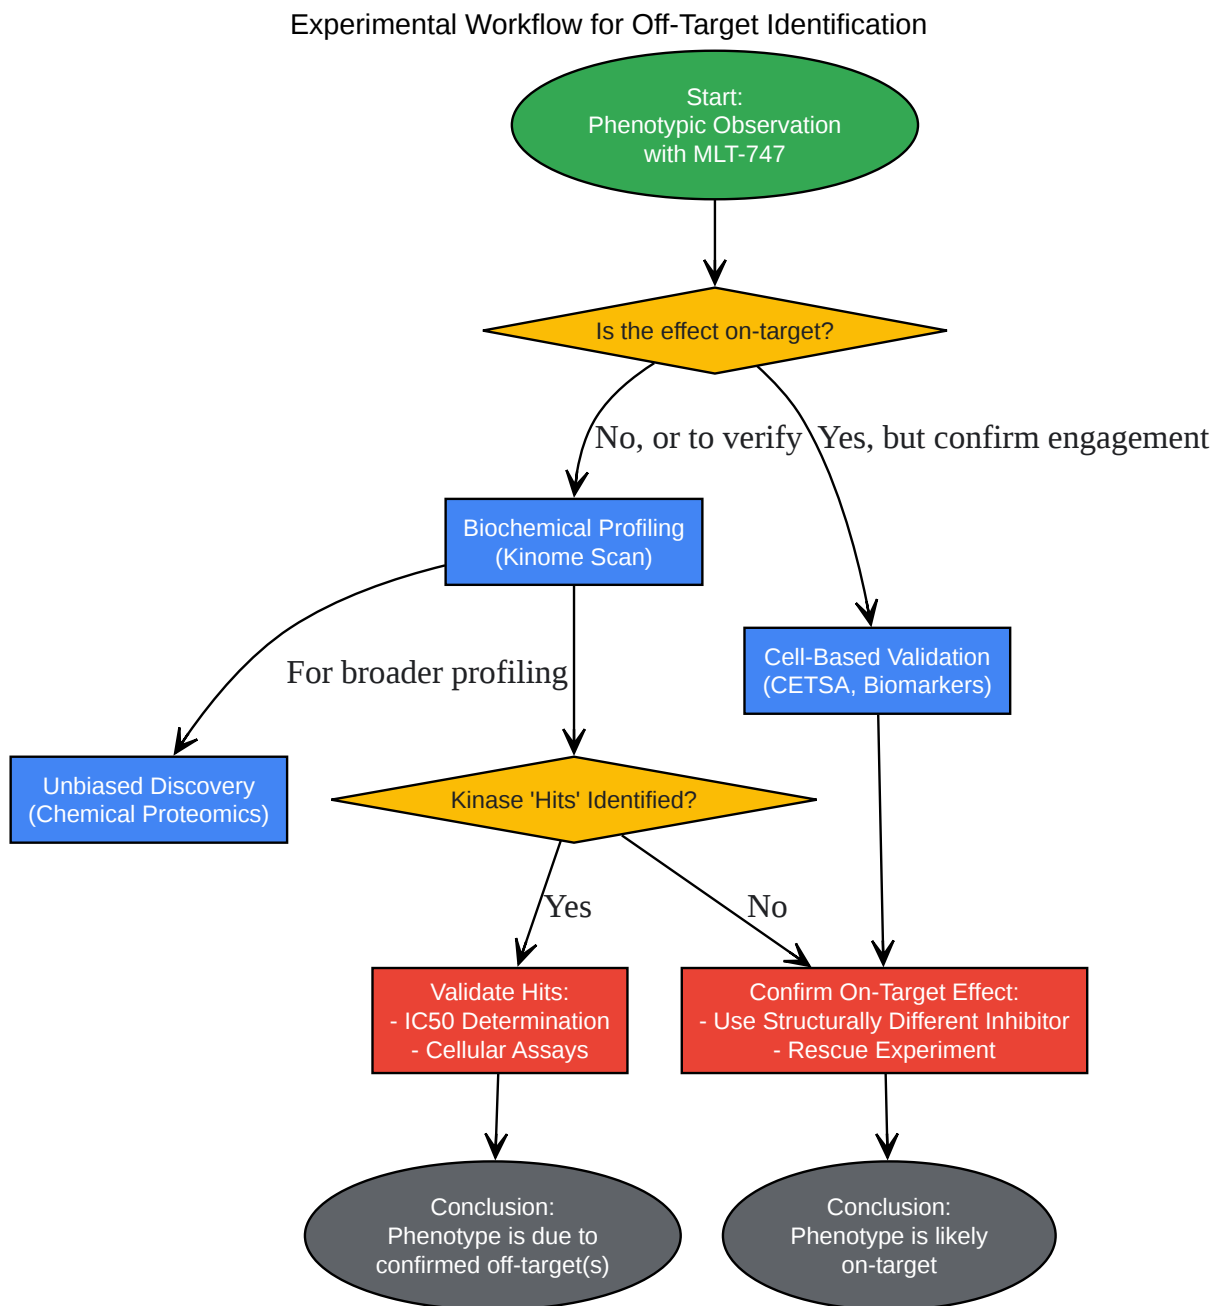 Experimental Workflow for Off-Target Identification
Start:
Phenotypic Observation
with MLT-747
Is the effect on-target?
No, or to verify
Yes, but confirm engagement
Biochemical Profiling
(Kinome Scan)
Cell-Based Validation
(CETSA, Biomarkers)
For broader profiling
Unbiased Discovery
(Chemical Proteomics)
Kinase 'Hits' Identified?
Yes
No
Validate Hits:
- IC50 Determination
- Cellular Assays
Confirm On-Target Effect:
- Use Structurally Different Inhibitor
- Rescue Experiment
Conclusion:
Phenotype is due to
confirmed off-target(s)
Conclusion:
Phenotype is likely
on-target